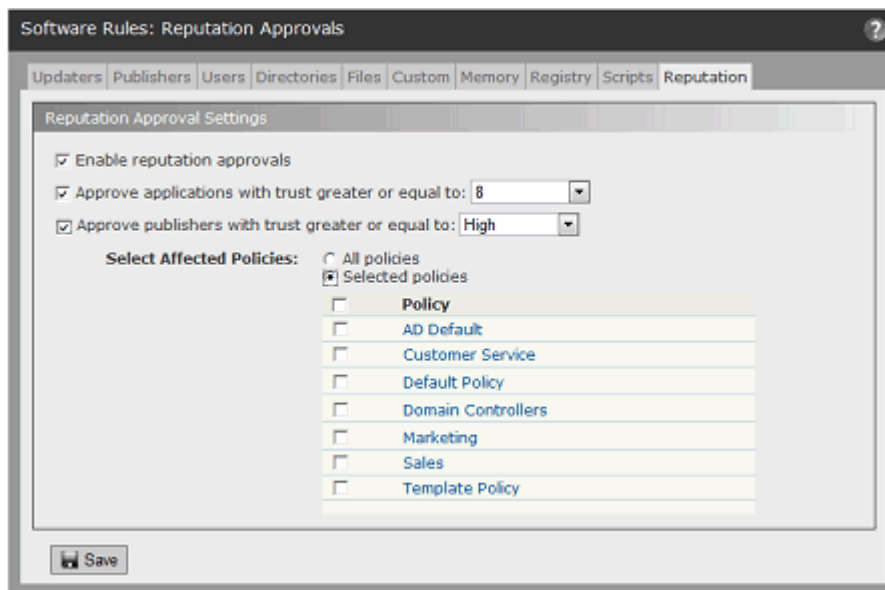 Software Rules: Reputation Approvals
?
Updaters Publishers Users Directories Files Custom Memory Registry Scripts Reputation
Reputation Approval Settings
Enable reputation approvals
Approve applications with trust greater or equal to: 8
Approve publishers with trust greater or equal to: High
Select Affected Policies: All policies
Selected policies
Policy
AD Default
Customer Service
Default Policy
Domain Controllers
Marketing
Sales
Template Policy
Save